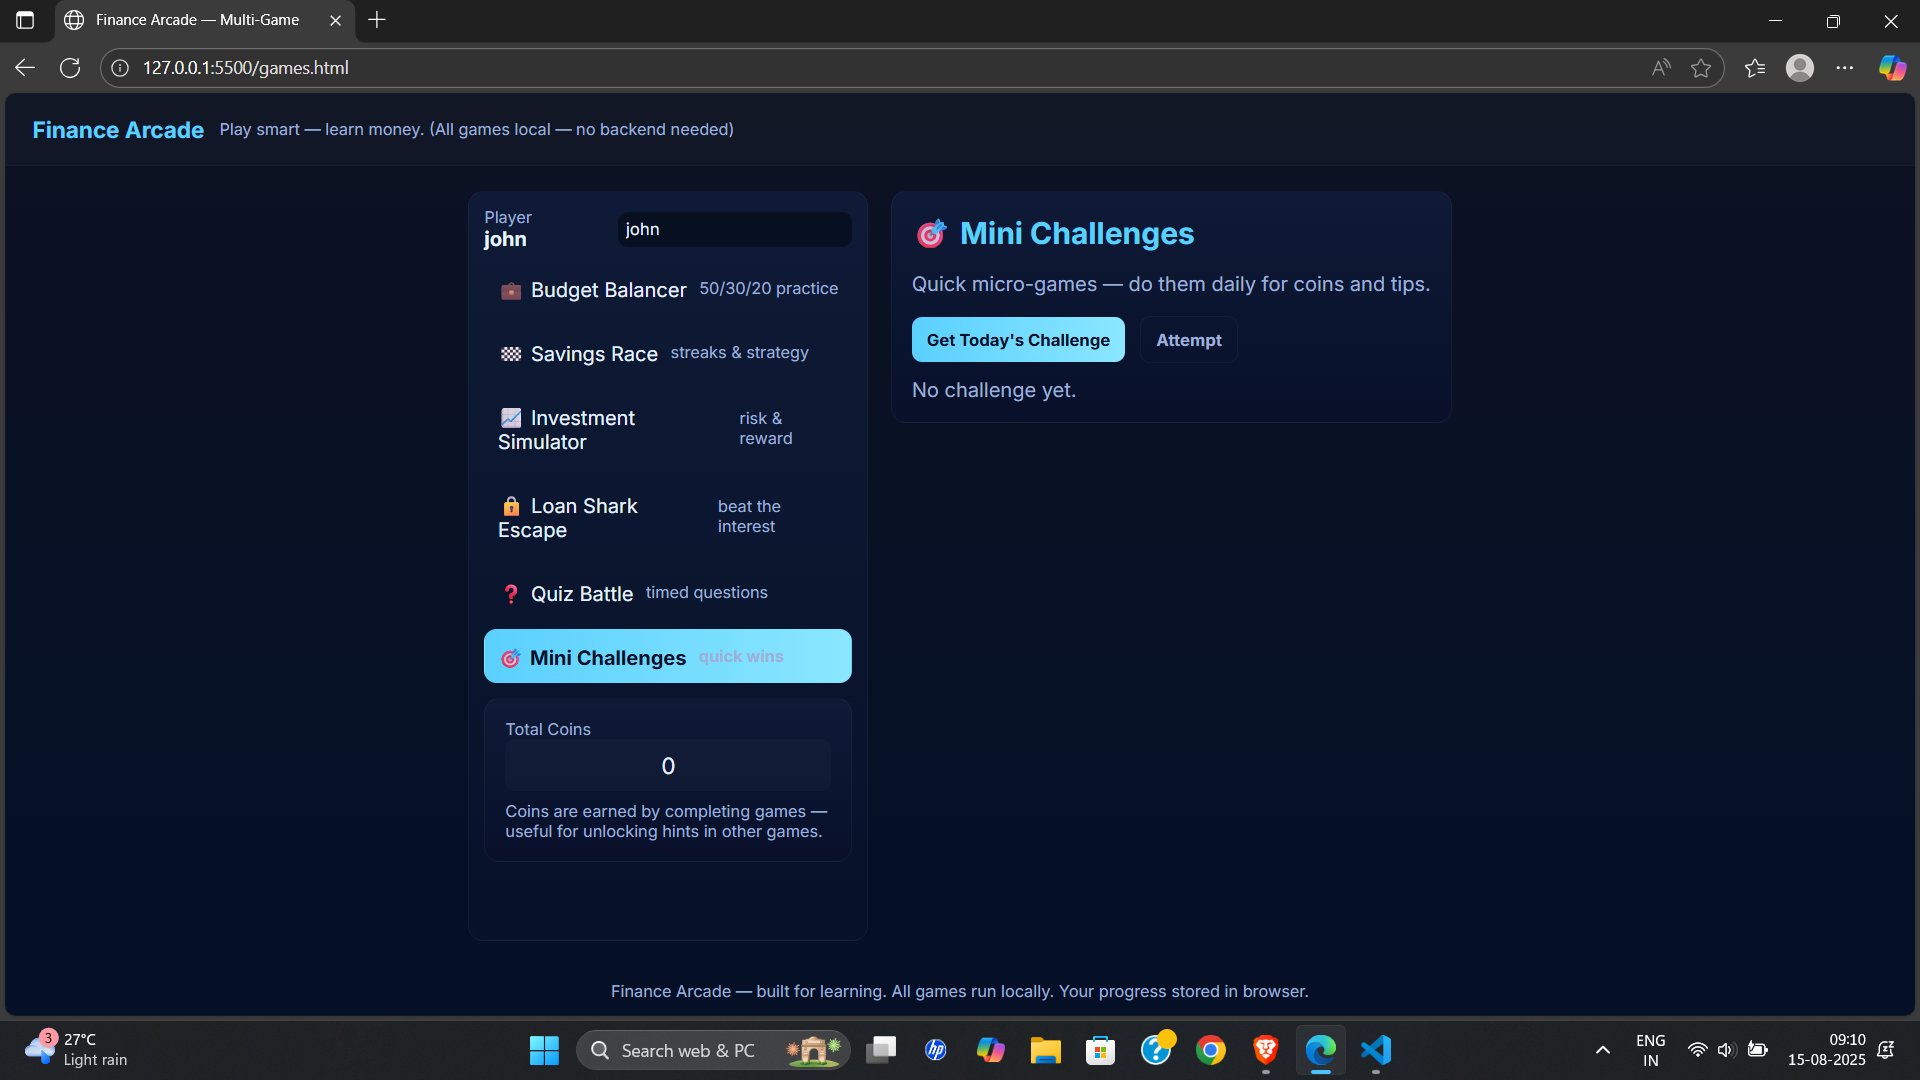 Finance Arcade — Multi-Game
127.0.0.1:5500/games.html
Finance Arcade Play smart — learn money. (All games local — no backend needed)
Player
john
john
Budget Balancer 50/30/20 practice
Savings Race streaks & strategy
Investment Simulator
risk & reward
Loan Shark Escape
beat the interest
Quiz Battle timed questions
Mini Challenges quick wins
Total Coins
0
Coins are earned by completing games —
useful for unlocking hints in other games.
Mini Challenges
Quick micro-games — do them daily for coins and tips.
Get Today's Challenge Attempt
No challenge yet.
Finance Arcade — built for learning. All games run locally. Your progress stored in browser.
3
27°C
Light rain
Search web & PC
hp
ENG
IN
09:10
15-08-2025